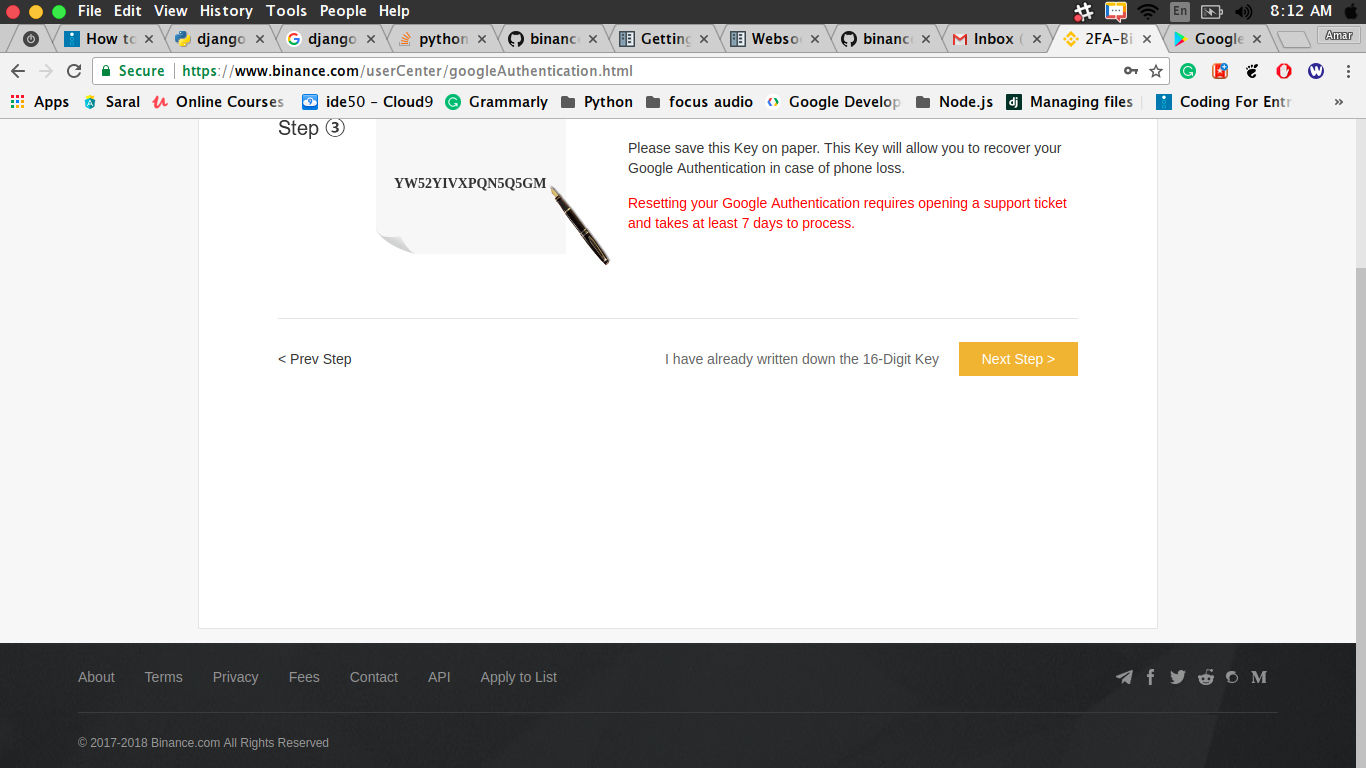 File Edit View History Tools People Help
En
8:12 AM
How to
django
django
python
binance
Getting
Webso
binance
Inbox (
2FA-Bi
Google
Amar
Secure https://www.binance.com/userCenter/googleAuthentication.html
Apps Saral Online Courses ide50 – Cloud9 Grammarly Python focus audio Google Develop Node.js Managing files Coding For Entr »
Step ③
YW52YIVXPQN5Q5GM
Please save this Key on paper. This Key will allow you to recover your
Google Authentication in case of phone loss.
Resetting your Google Authentication requires opening a support ticket
and takes at least 7 days to process.
< Prev Step
I have already written down the 16-Digit Key
Next Step >
About Terms Privacy Fees Contact API Apply to List
© 2017-2018 Binance.com All Rights Reserved